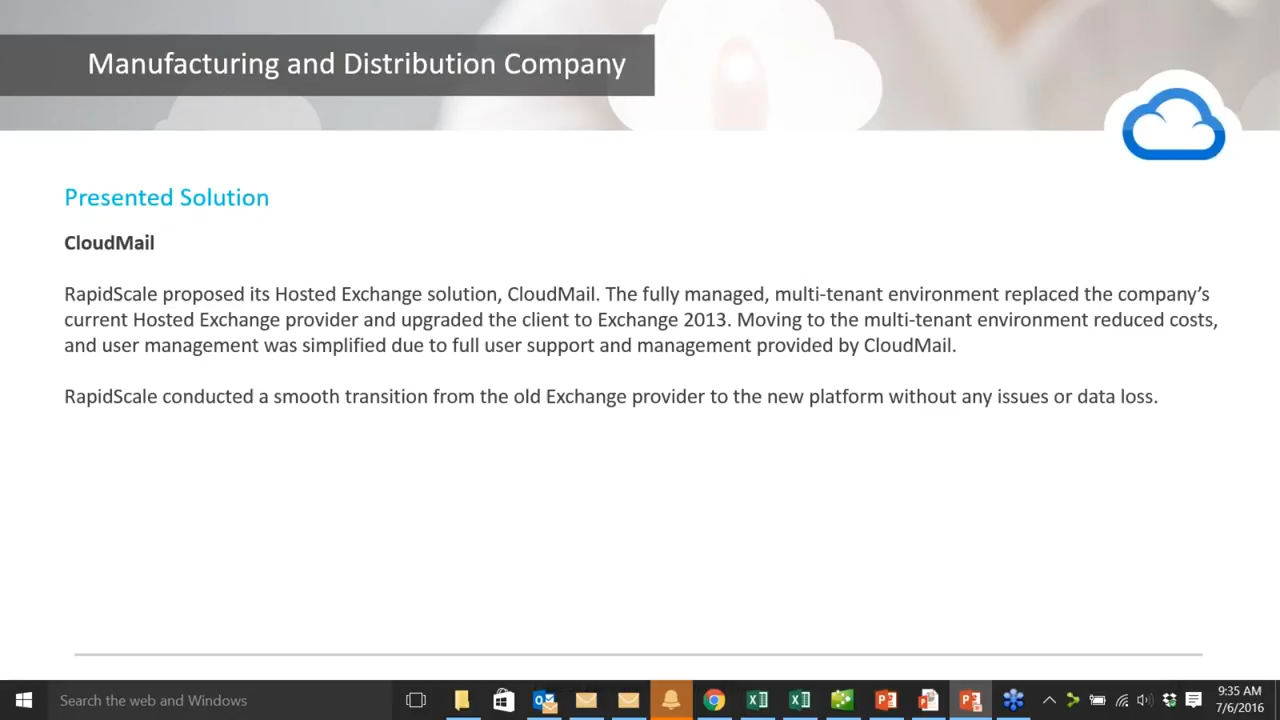 Manufacturing and Distribution Company
Presented Solution
CloudMail
RapidScale proposed its Hosted Exchange solution, CloudMail. The fully managed, multi-tenant environment replaced the company’s
current Hosted Exchange provider and upgraded the client to Exchange 2013. Moving to the multi-tenant environment reduced costs,
and user management was simplified due to full user support and management provided by CloudMail.
RapidScale conducted a smooth transition from the old Exchange provider to the new platform without any issues or data loss.
Search the web and Windows
9:35 AM
7/6/2016